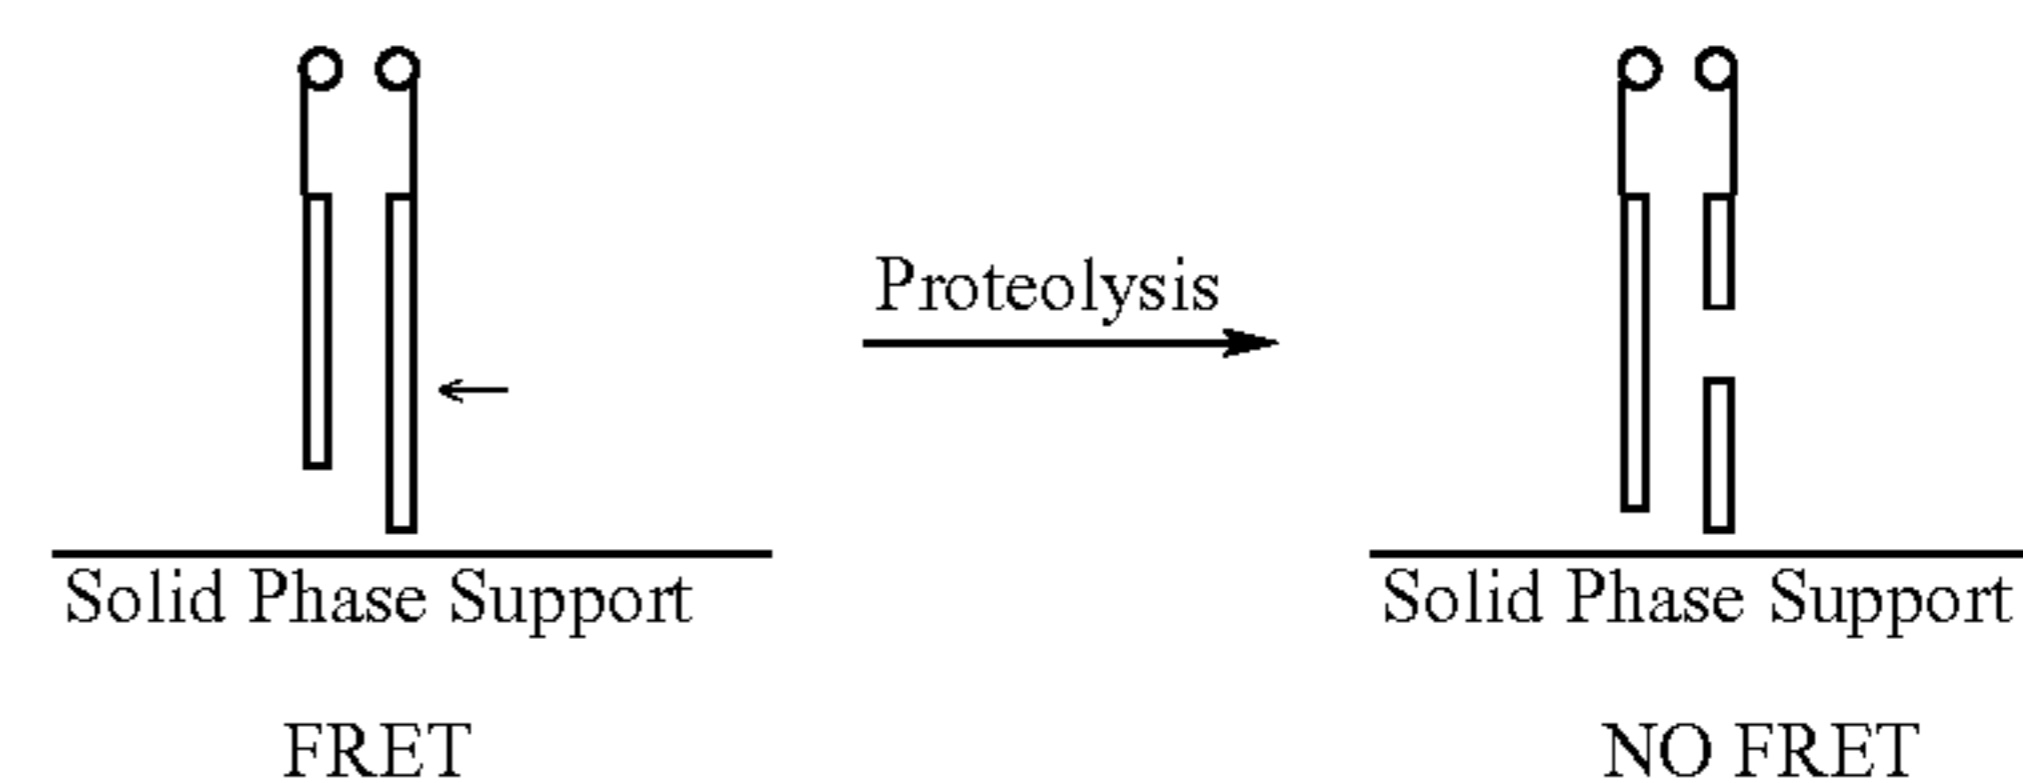 Proteolysis
Solid Phase Support
Solid Phase Support
FRET
NO FRET